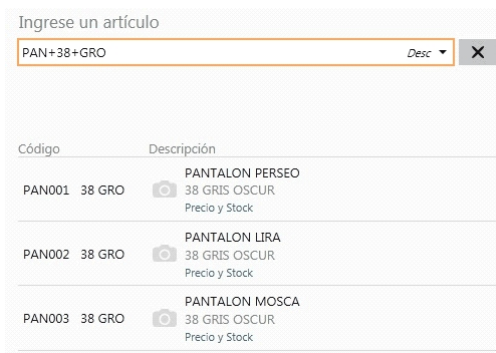 Ingrese un artículo
PAN+38+GRO Desc
Código Descripción
PANTALON PERSEO
PAN001 38 GRO 38 GRIS OSCUR
Precio y Stock
PANTALON LIRA
PAN002 38 GRO 38 GRIS OSCUR
Precio y Stock
PANTALON MOSCA
PAN003 38 GRO 38 GRIS OSCUR
Precio y Stock